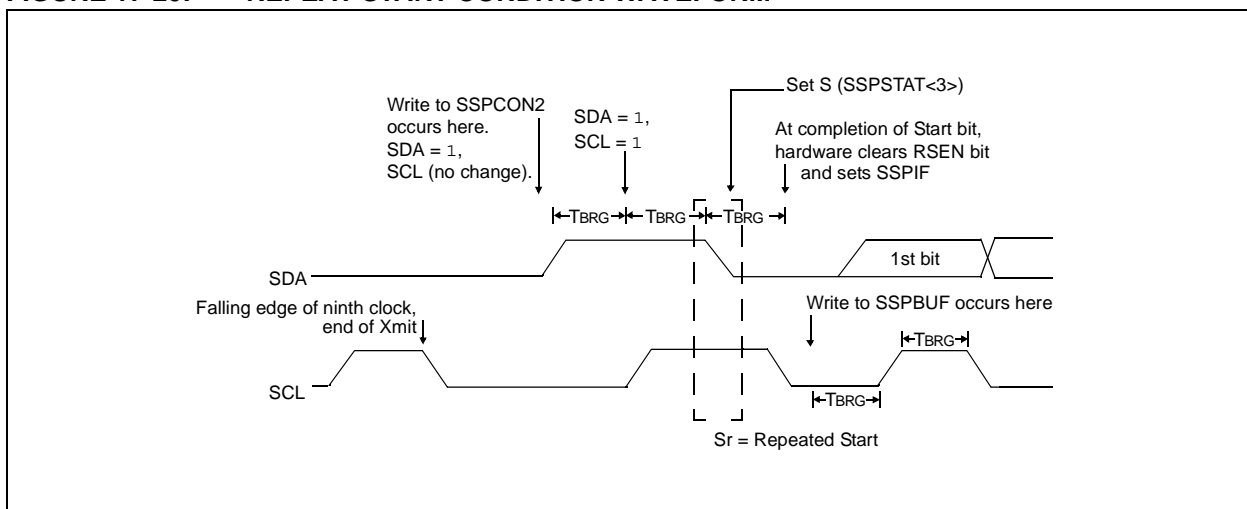 Set S (SSPSTAT<3>)
Write to SSPCON2
occurs here.
SDA = 1,
SCL (no change).
SDA = 1,
SCL = 1
At completion of Start bit,
hardware clears RSEN bit
and sets SSPIF
TBRG
TBRG
TBRG
SDA
1st bit
Falling edge of ninth clock,
end of Xmit
Write to SSPBUF occurs here
TBRG
SCL
TBRG
Sr = Repeated Start